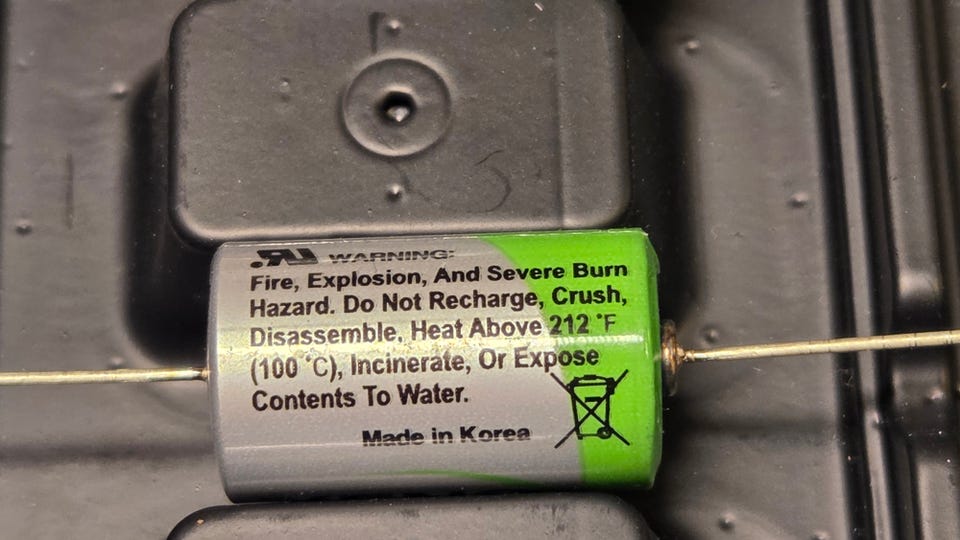 WARNING:
Fire, Explosion, And Severe Burn
Hazard. Do Not Recharge, Crush,
Disassemble, Heat Above 212 °F
(100 °C), Incinerate, Or Expose
Contents To Water.
Made in Korea